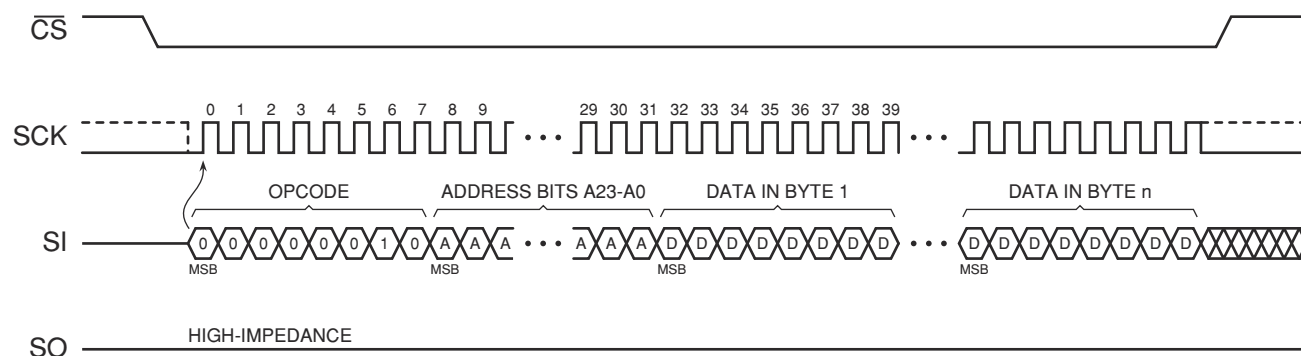 CS
0 1 2 3 4 5 6 7 8 9 29 30 31 32 33 34 35 36 37 38 39
SCK
OPCODE ADDRESS BITS A23-A0 DATA IN BYTE 1 DATA IN BYTE n
SI 0 0 0 0 0 0 1 0 A A A A A A D D D D D D D D D D D D D D D D
MSB MSB MSB MSB
HIGH-IMPEDANCE
SO